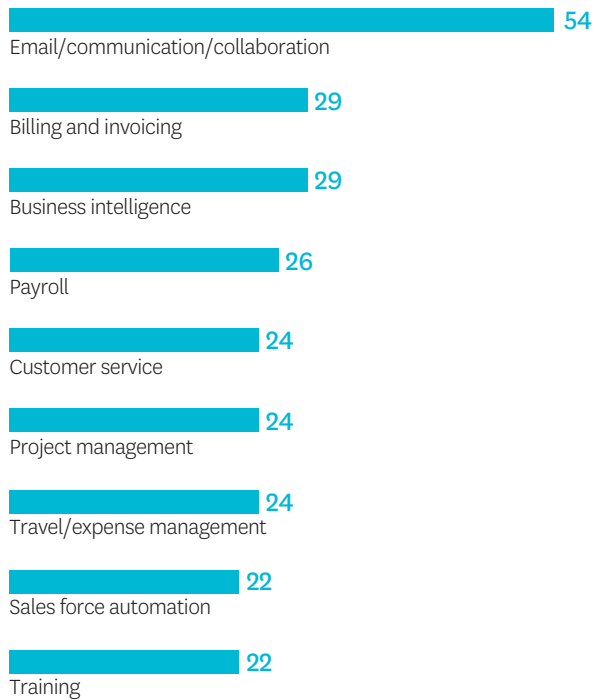 54
Email/communication/collaboration
29
Billing and invoicing
29
Business intelligence
26
Payroll
24
Customer service
24
Project management
24
Travel/expense management
22
Sales force automation
22
Training